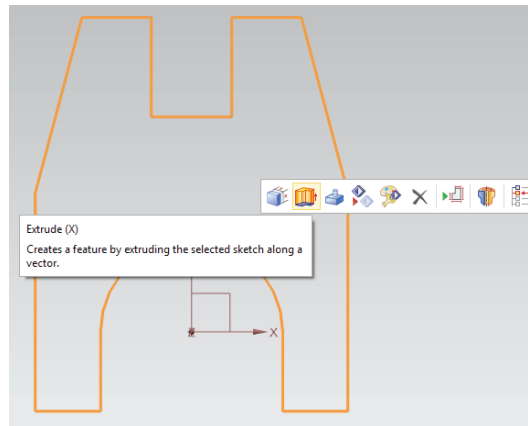 Extrude (X)
Creates a feature by extruding the selected sketch along a
vector.
X